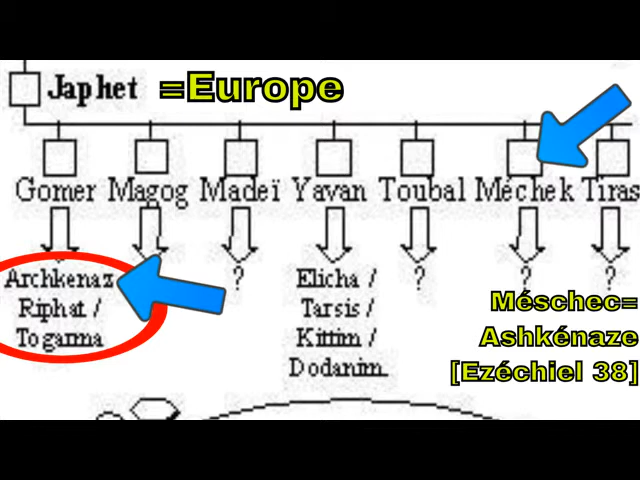 Japhet =Europe
Gomer Magog Madeï Yavan Toubal Méchek Tiras
Archkenaz ? Elicha / ? ? ?
Riphat / Tarsis /
Togarma Kittim /
Dodanim.
Méschec=
Ashkénaze
[Ezéchiel 38]